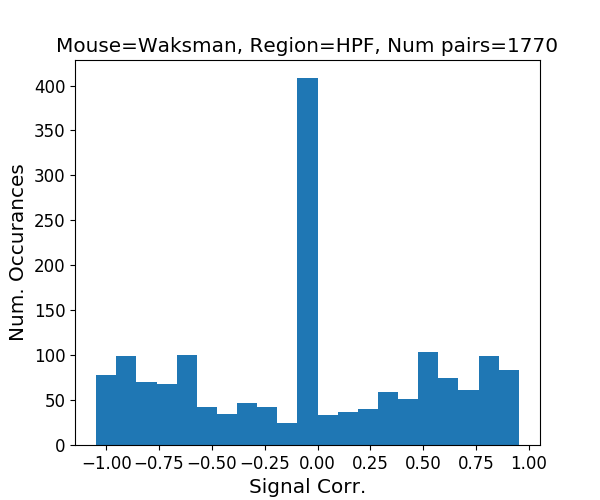 Mouse=Waksman, Region=HPF, Num pairs=1770
400
350
300
250
200
150
100
50
0
Num. Occurances
−1.00 −0.75 −0.50 −0.25 0.00 0.25 0.50 0.75 1.00
Signal Corr.